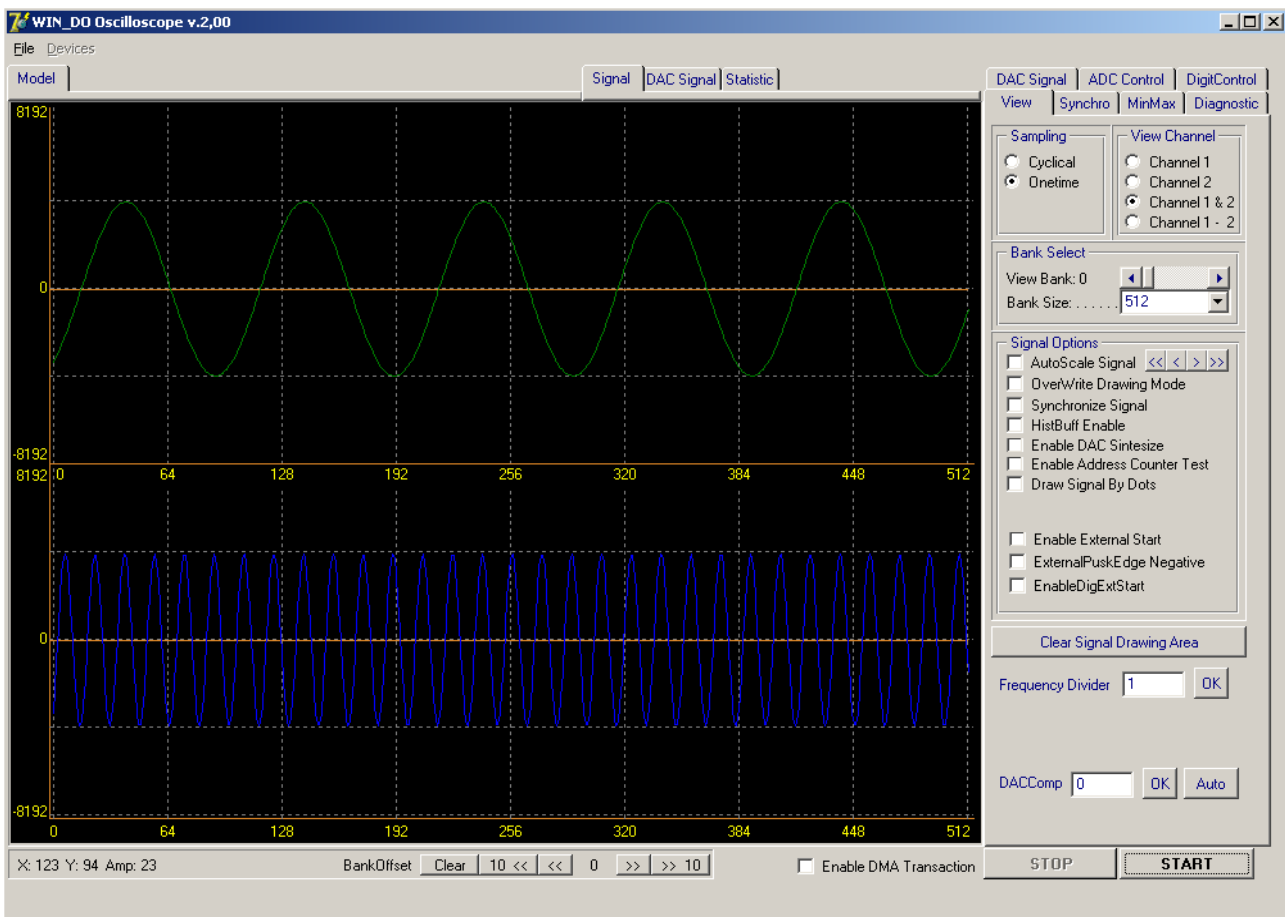 WIN_DO Oscilloscope v.2,00
File Devices
Model
Signal DAC Signal Statistic
DAC Signal ADC Control DigitControl
View Synchro MinMax Diagnostic
8192
0
-8192
0 64 128 192 256 320 384 448 512
8192
0
-8192
0 64 128 192 256 320 384 448 512
Sampling
Cyclical
Onetime
View Channel
Channel 1
Channel 2
Channel 1 & 2
Channel 1 - 2
Bank Select
View Bank: 0
Bank Size: . . . . . . 512
Signal Options
AutoScale Signal << < > >>
OverWrite Drawing Mode
Synchronize Signal
HistBuff Enable
Enable DAC Sintesize
Enable Address Counter Test
Draw Signal By Dots
Enable External Start
ExternalPuskEdge Negative
EnableDigExtStart
Clear Signal Drawing Area
Frequency Divider 1 OK
DACComp 0 OK Auto
X: 123 Y: 94 Amp: 23 BankOffset Clear 10 << << 0 >> >> 10 Enable DMA Transaction STOP START